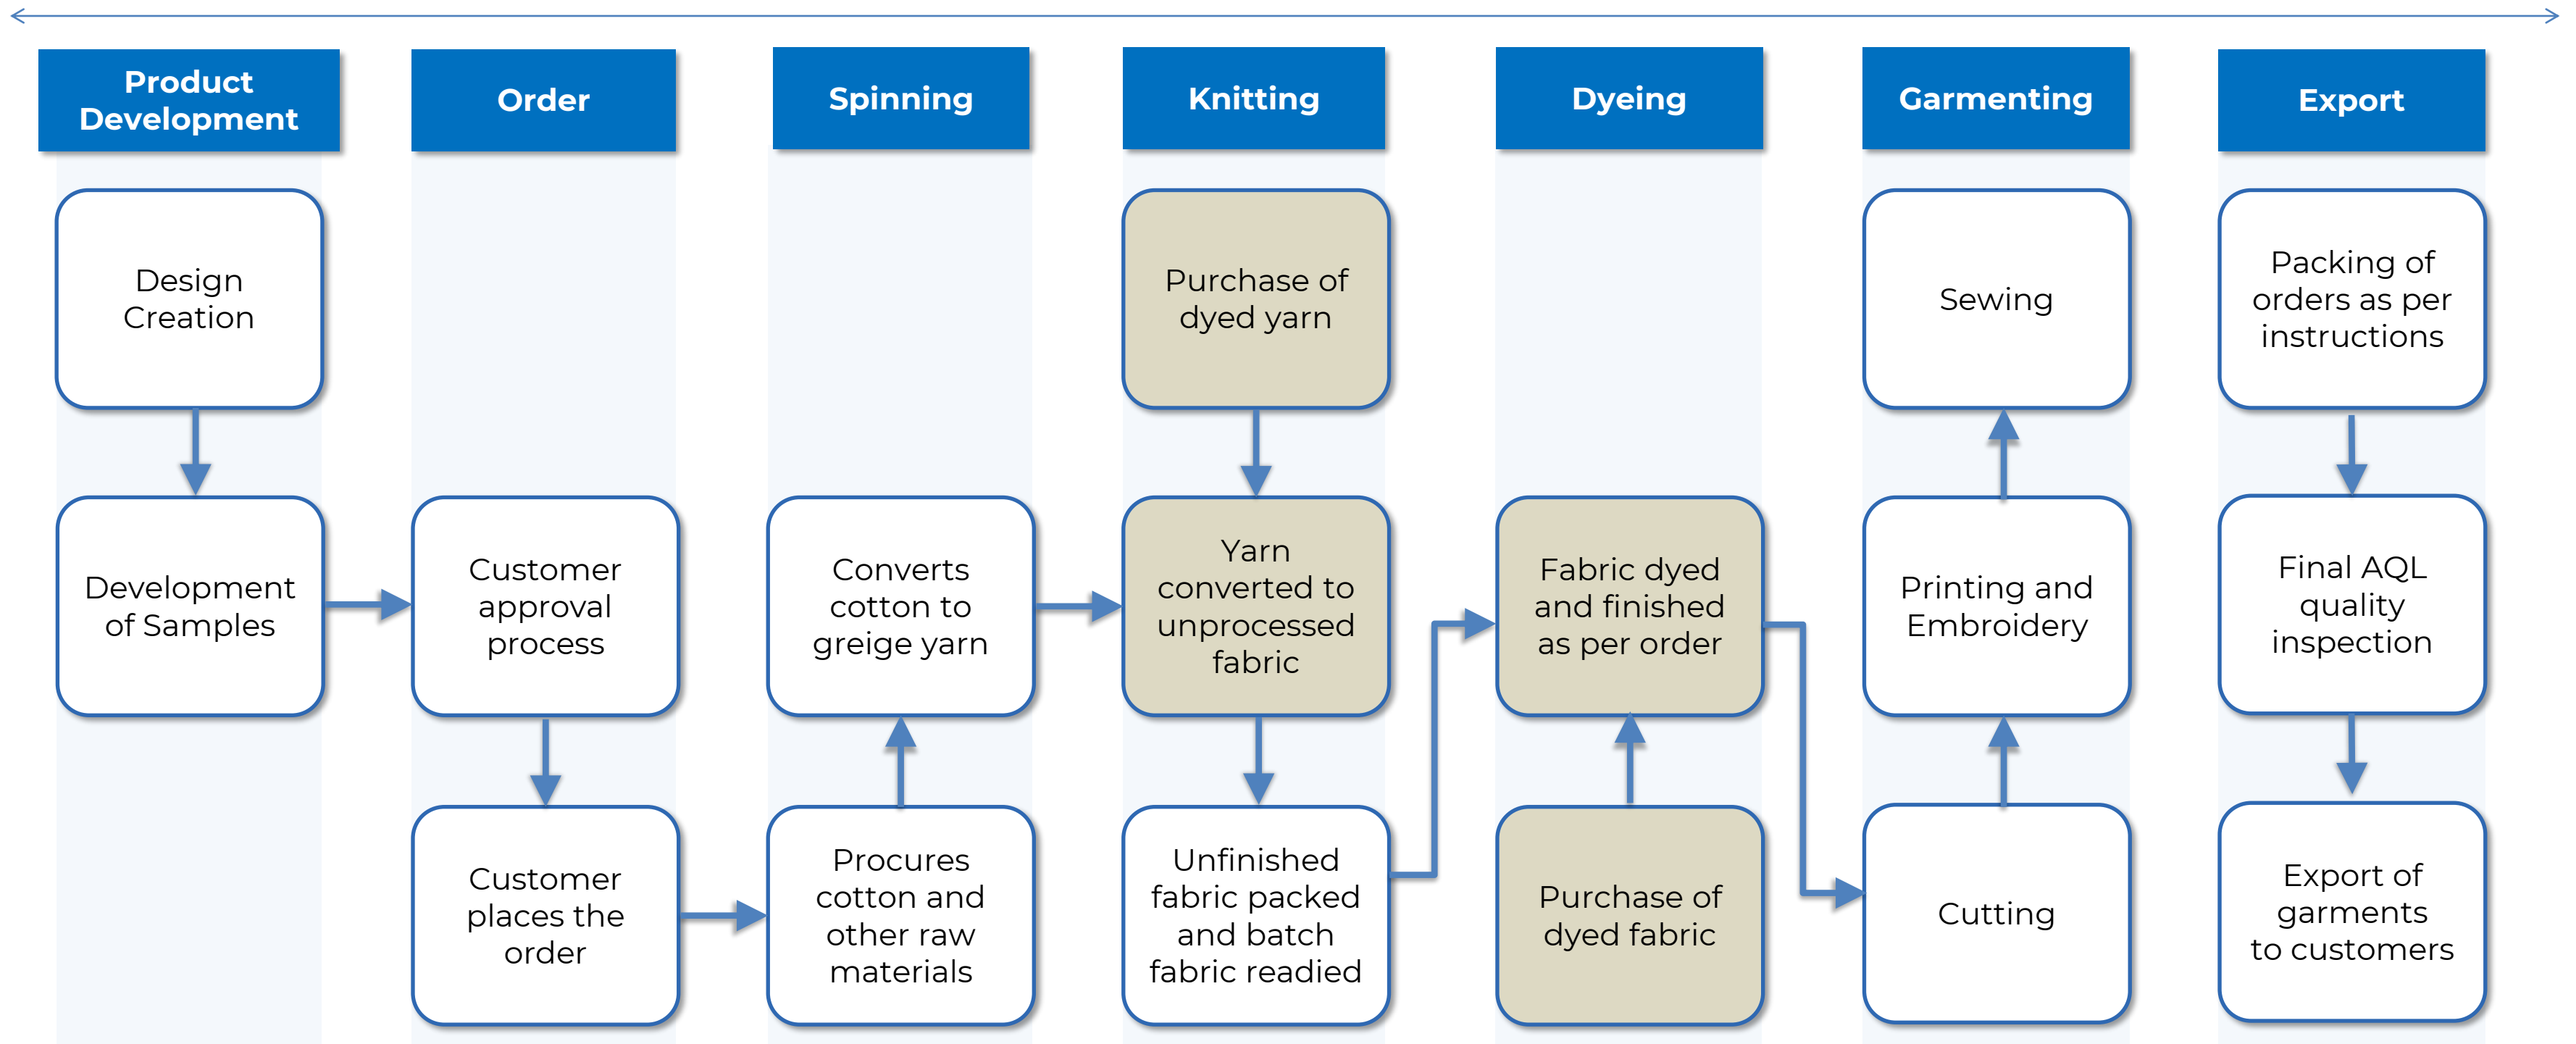 Product
Development
Order
Spinning
Knitting
Dyeing
Garmenting
Export
Design
Creation
Development
of Samples
Customer
approval
process
Customer
places the
order
Converts
cotton to
greige yarn
Procures
cotton and
other raw
materials
Purchase of
dyed yarn
Yarn
converted to
unprocessed
fabric
Unfinished
fabric packed
and batch
fabric readied
Fabric dyed
and finished
as per order
Purchase of
dyed fabric
Sewing
Printing and
Embroidery
Cutting
Packing of
orders as per
instructions
Final AQL
quality
inspection
Export of
garments
to customers